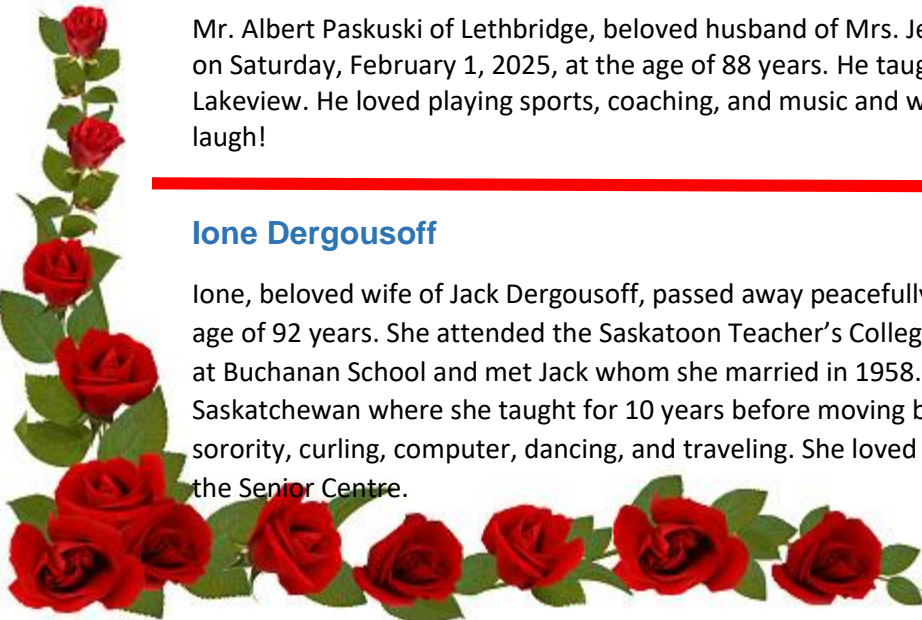 Mr. Albert Paskuski of Lethbridge, beloved husband of Mrs.
on Saturday, February 1, 2025, at the age of 88 years. He
Lakeview. He loved playing sports, coaching, and music and
laugh!
Ione Dergousoff
Ione, beloved wife of Jack Dergousoff, passed away peacefully
age of 92 years. She attended the Saskatoon Teacher’s
at Buchanan School and met Jack whom she married in 1958.
Saskatchewan where she taught for 10 years before moving
sorority, curling, computer, dancing, and traveling. She loved
the Senior Centre.